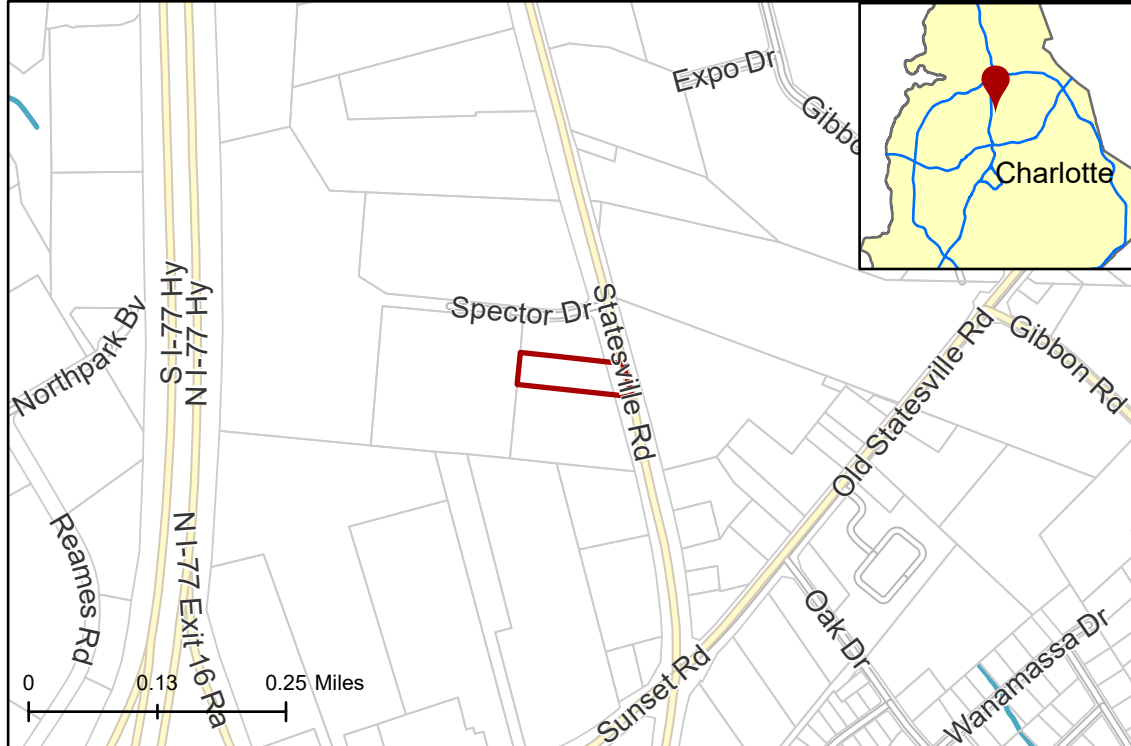 Expo Dr
Gibbo
Charlotte
S I-77 Hy
N I-77 Hy
Spector Dr
Statesville Rd
Northpark Bv
Old Statesville Rd
Gibbon Rd
Reames Rd
N I-77 Exit 16 Ra
Oak Dr
Wanamassa Dr
Sunset Rd
0 0.13 0.25 Miles